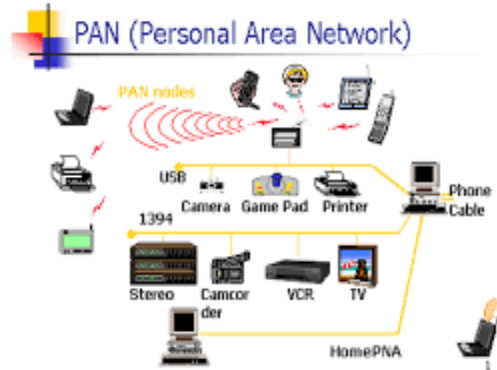 PAN (Personal Area Network)
PAN nodes
USB
Camera Game Pad Printer
Phone
Cable
1394
Stereo Camcor
der
VCR TV
HomePNA
1